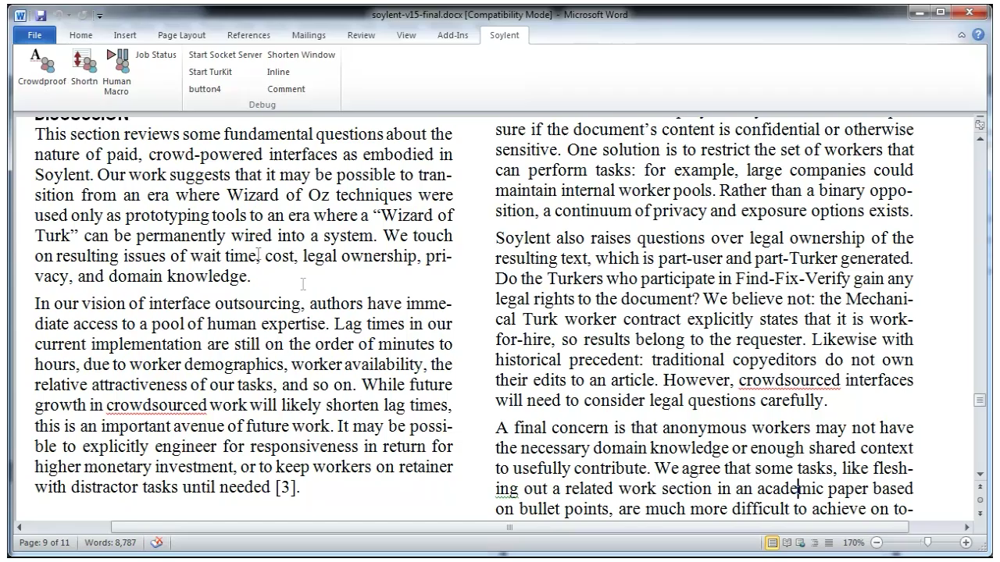 soylent-v15-final.docx [Compatibility Mode] - Microsoft Word
File Home Insert Page Layout References Mailings Review View Add-Ins Soylent
Crowdproof
Shortn
Human
Macro
Job Status
Start Socket Server
Start TurKit
button4
Shorten Window
Inline
Comment
Debug
DISCUSSION
This section reviews some fundamental questions about the
nature of paid, crowd-powered interfaces as embodied in
Soylent. Our work suggests that it may be possible to tran-
sition from an era where Wizard of Oz techniques were
used only as prototyping tools to an era where a “Wizard of
Turk” can be permanently wired into a system. We touch
on resulting issues of wait time, cost, legal ownership, pri-
vacy, and domain knowledge.
In our vision of interface outsourcing, authors have imme-
diate access to a pool of human expertise. Lag times in our
current implementation are still on the order of minutes to
hours, due to worker demographics, worker availability, the
relative attractiveness of our tasks, and so on. While future
growth in crowdsourced work will likely shorten lag times,
this is an important avenue of future work. It may be possi-
ble to explicitly engineer for responsiveness in return for
higher monetary investment, or to keep workers on retainer
with distractor tasks until needed [3].
sure if the document’s content is confidential or otherwise
sensitive. One solution is to restrict the set of workers that
can perform tasks: for example, large companies could
maintain internal worker pools. Rather than a binary oppo-
sition, a continuum of privacy and exposure options exists.
Soylent also raises questions over legal ownership of the
resulting text, which is part-user and part-Turker generated.
Do the Turkers who participate in Find-Fix-Verify gain any
legal rights to the document? We believe not: the Mechani-
cal Turk worker contract explicitly states that it is work-
for-hire, so results belong to the requester. Likewise with
historical precedent: traditional copyeditors do not own
their edits to an article. However, crowdsourced interfaces
will need to consider legal questions carefully.
A final concern is that anonymous workers may not have
the necessary domain knowledge or enough shared context
to usefully contribute. We agree that some tasks, like flesh-
ing out a related work section in an academic paper based
on bullet points, are much more difficult to achieve on to-
Page: 9 of 11 Words: 8,787 170%